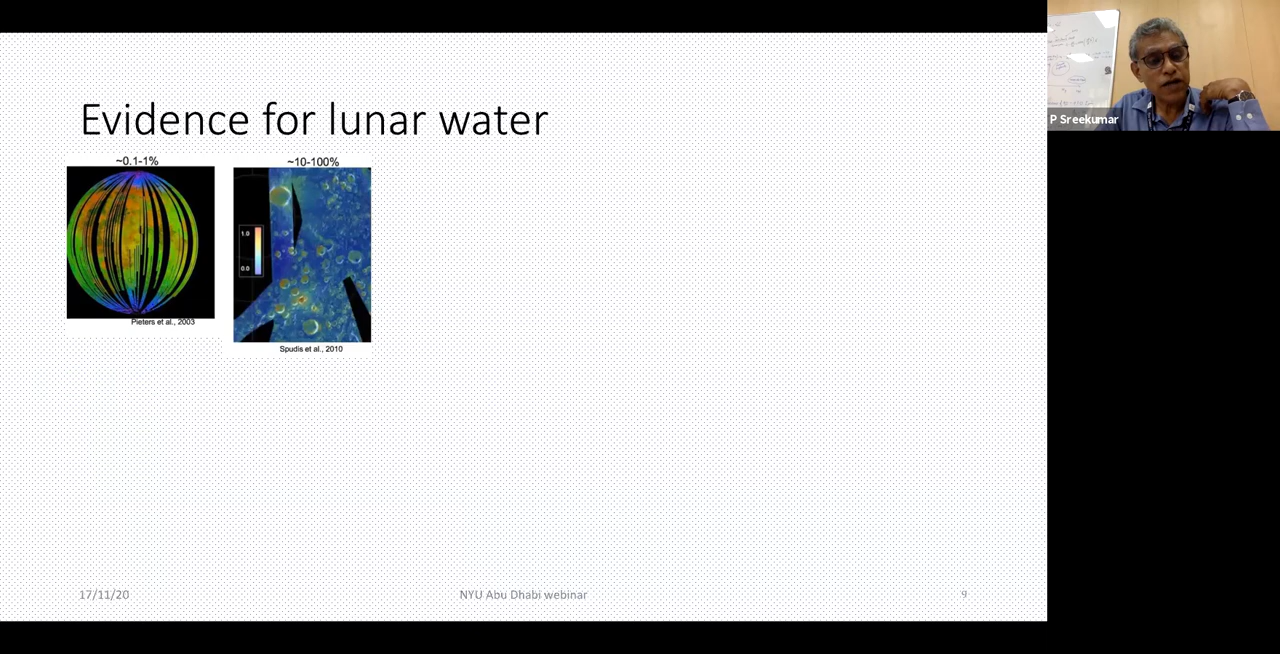 Evidence for lunar water
~0.1-1%
~10-100%
1.0
0.0
Pieters et al., 2003
Spudis et al., 2010
17/11/20
NYU Abu Dhabi webinar
9
P Sreekumar